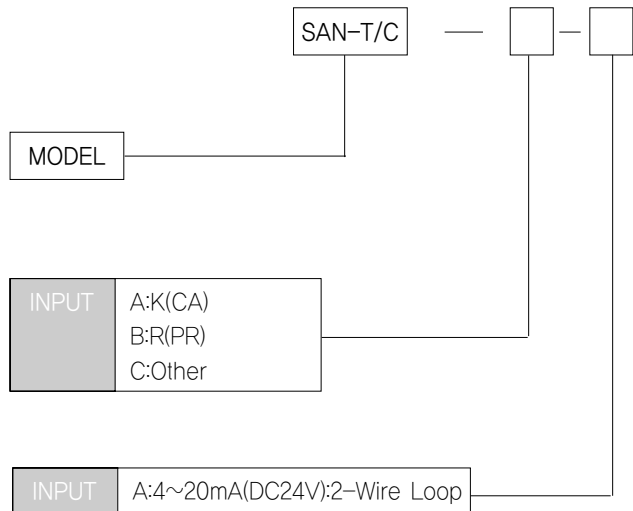 SAN-T/C — □ - □
MODEL
INPUT
A:K(CA)
B:R(PR)
C:Other
INPUT
A:4~20mA(DC24V):2-Wire Loop